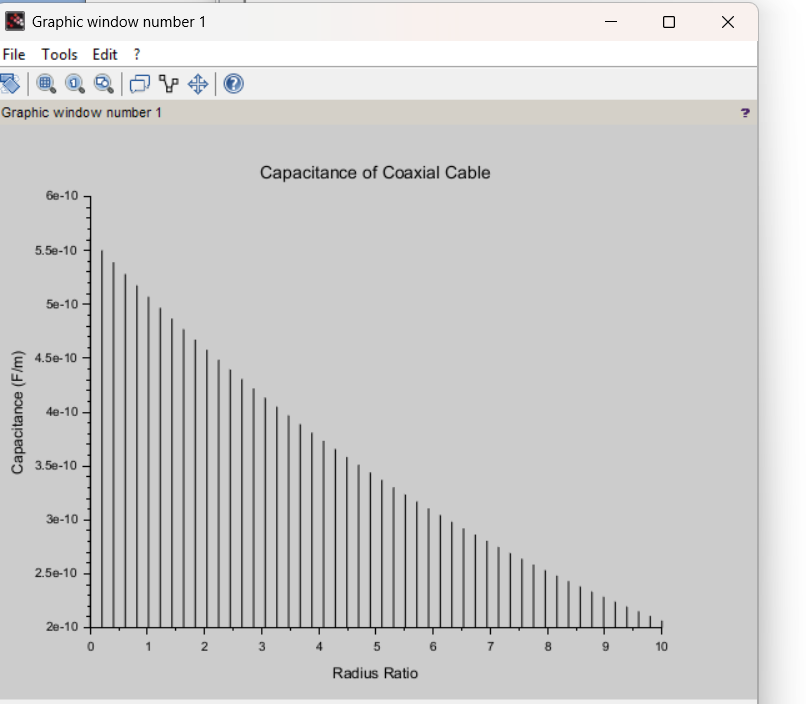 Graphic window number 1
File Tools Edit ?
Graphic window number 1 ?
Capacitance of Coaxial Cable
6e-10
5.5e-10
5e-10
4.5e-10
4e-10
3.5e-10
3e-10
2.5e-10
2e-10
Capacitance (F/m)
0 1 2 3 4 5 6 7 8 9 10
Radius Ratio